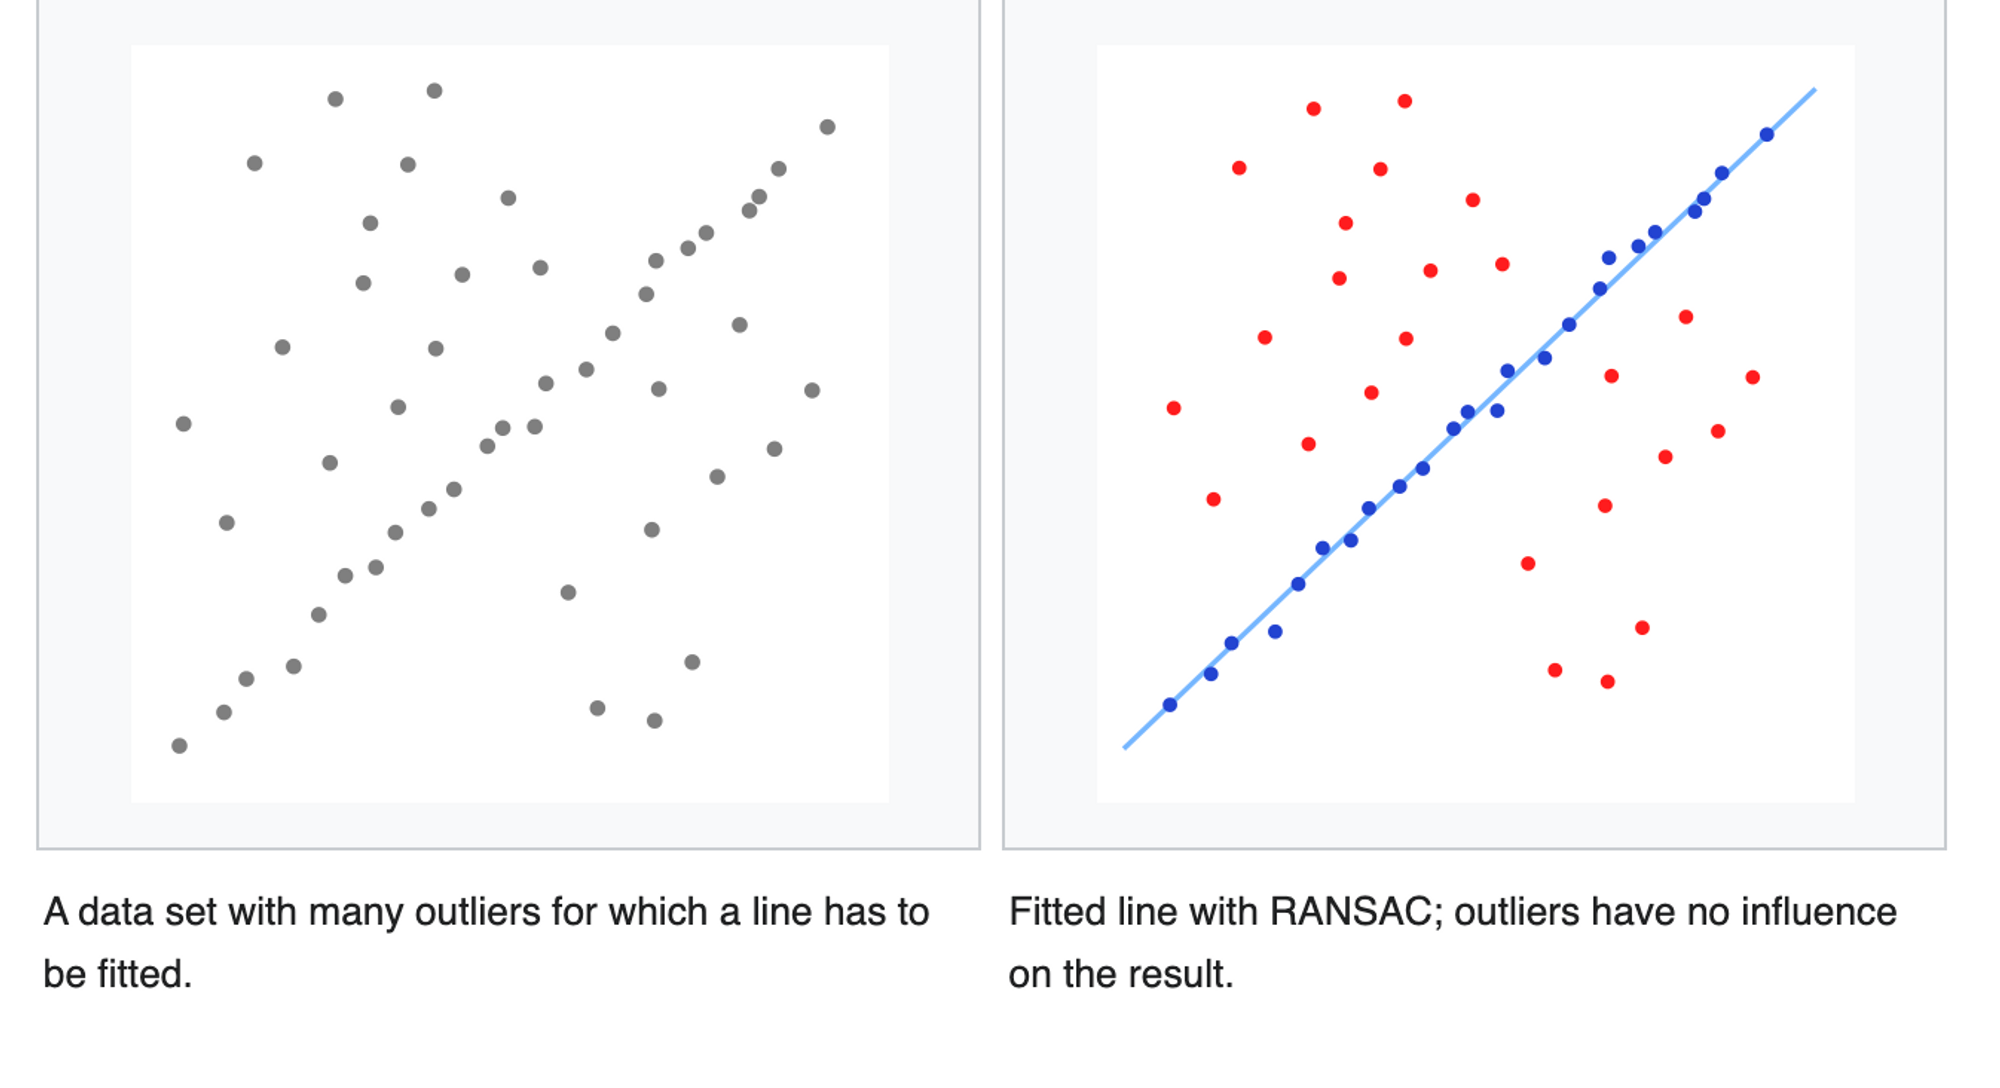 A data set with many outliers for which a line has to
be fitted.
Fitted line with RANSAC; outliers have no influence
on the result.